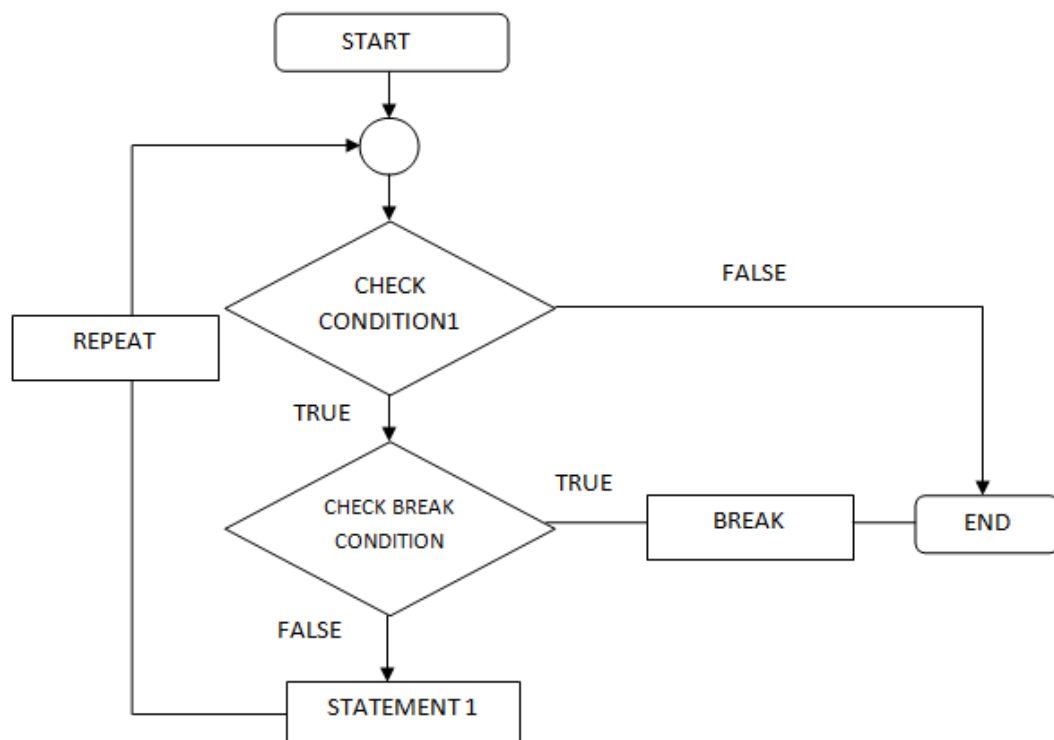 START
CHECK
CONDITION1
FALSE
REPEAT
TRUE
CHECK BREAK
CONDITION
TRUE
BREAK
END
FALSE
STATEMENT 1